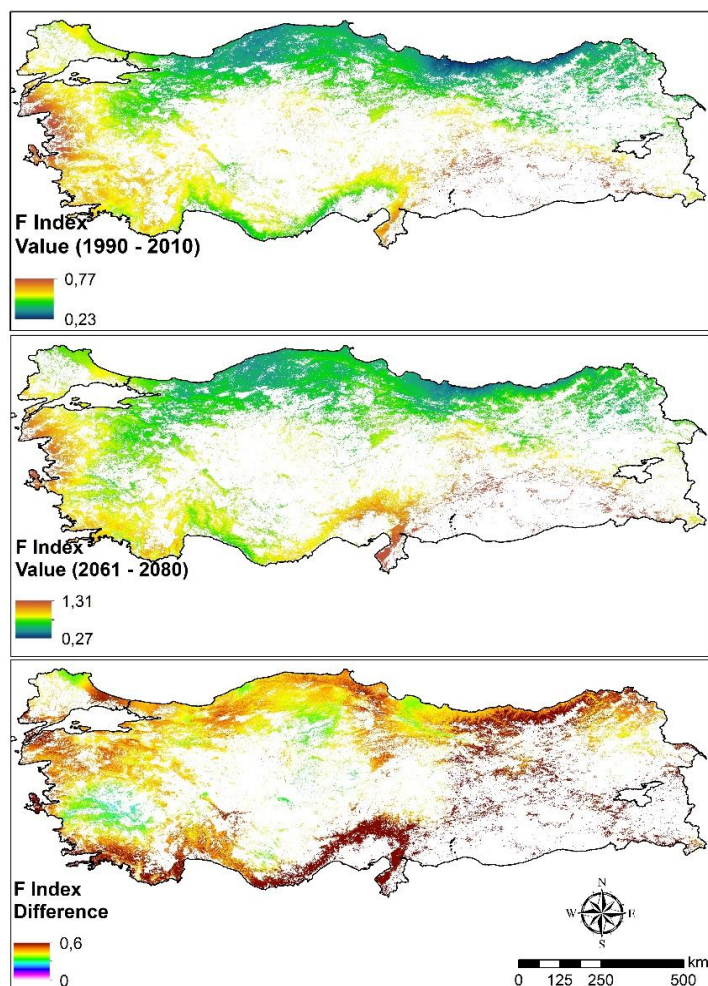 F Index
Value (1990 - 2010)
0,77
0,23
F Index
Value (2061 - 2080)
1,31
0,27
F Index
Difference
0,6
0
N
W E
S
km
0 125 250 500